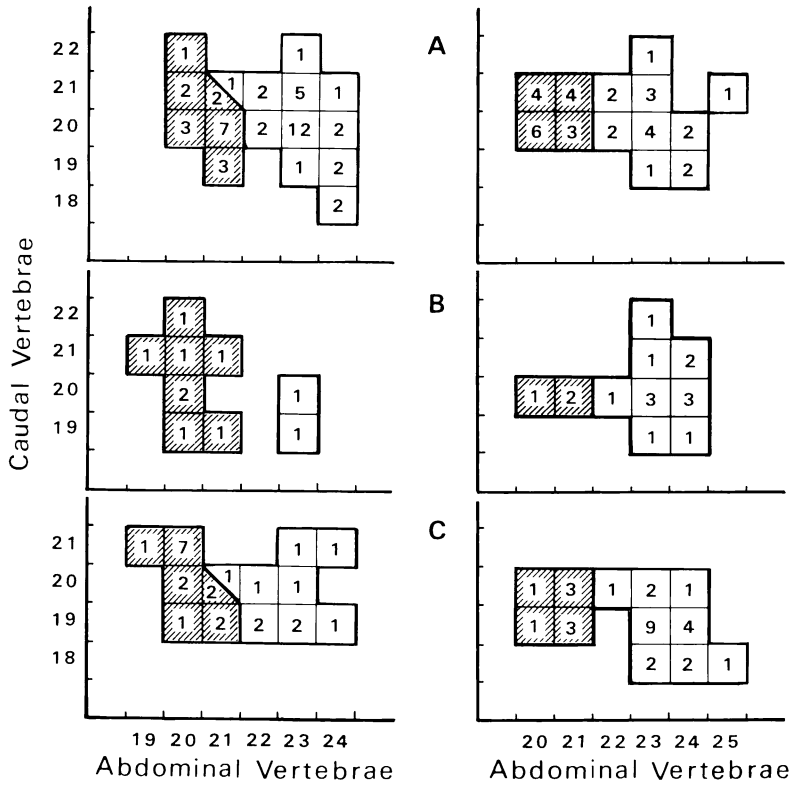 A
22 1 1 1
21 2 2 1 2 5 1 4 4 2 3 1
20 3 7 2 12 2 6 3 2 4 2
19 3 1 2 1 2
18 2
Caudal Vertebrae
B
22 1 1
21 1 1 1 1 2
20 2 1 1 2 1 3 3
19 1 1 1 1 1
C
21 1 7 1 1
20 2 2 1 1 1 1 3 1 2 1
19 1 2 2 2 1 1 3 9 4
18 2 2 1
19 20 21 22 23 24 20 21 22 23 24 25
Abdominal Vertebrae Abdominal Vertebrae